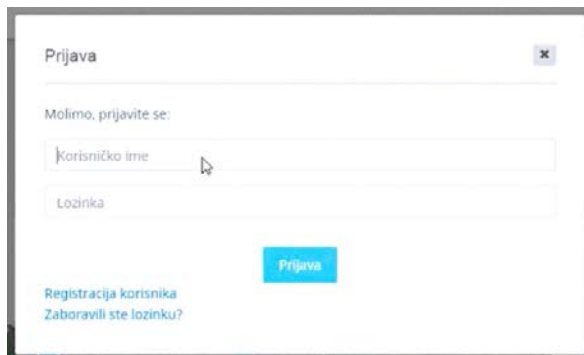 Prijava
Molimo, prijavite se:
Korisničko ime
Lozinka
Prijava
Registracija korisnika
Zaboravili ste lozinku?